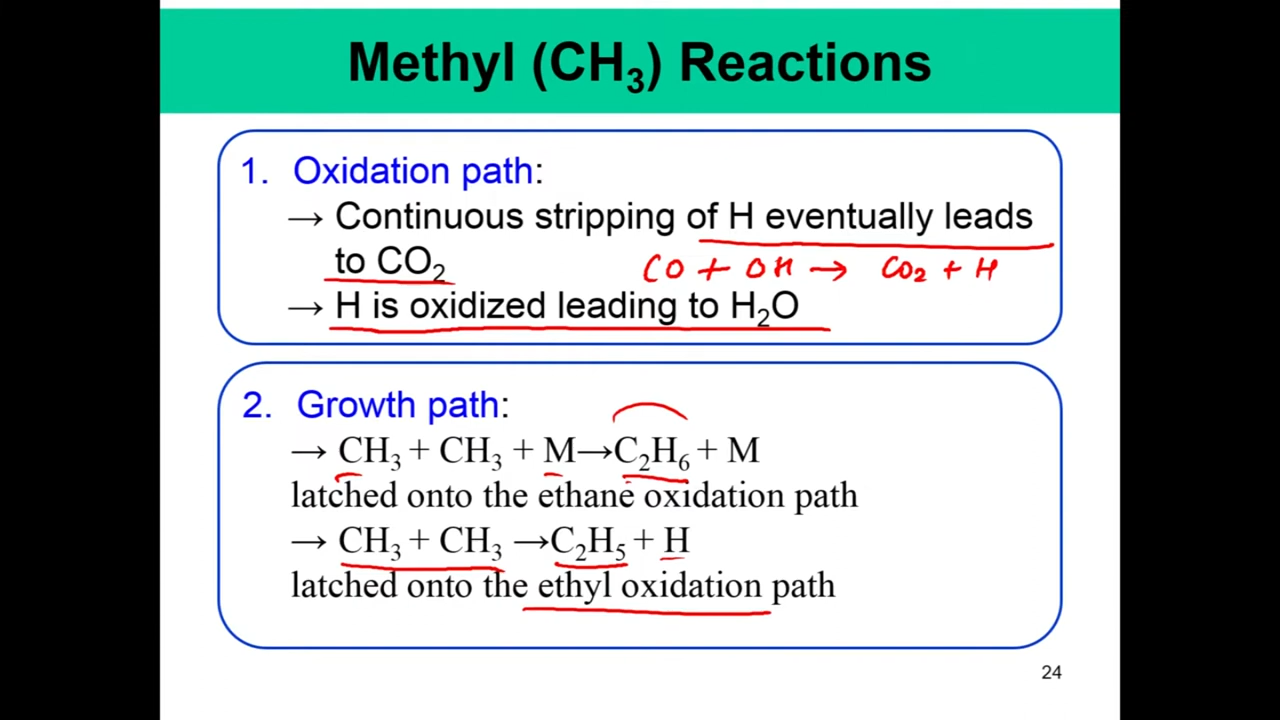 Methyl (CH₃) Reactions
1. Oxidation path:
→ Continuous stripping of H eventually leads
to CO₂
CO + OH → CO₂ + H
→ H is oxidized leading to H₂O
2. Growth path:
→ CH₃ + CH₃ + M→C₂H₆ + M
latched onto the ethane oxidation path
→ CH₃ + CH₃ →C₂H₅ + H
latched onto the ethyl oxidation path
24